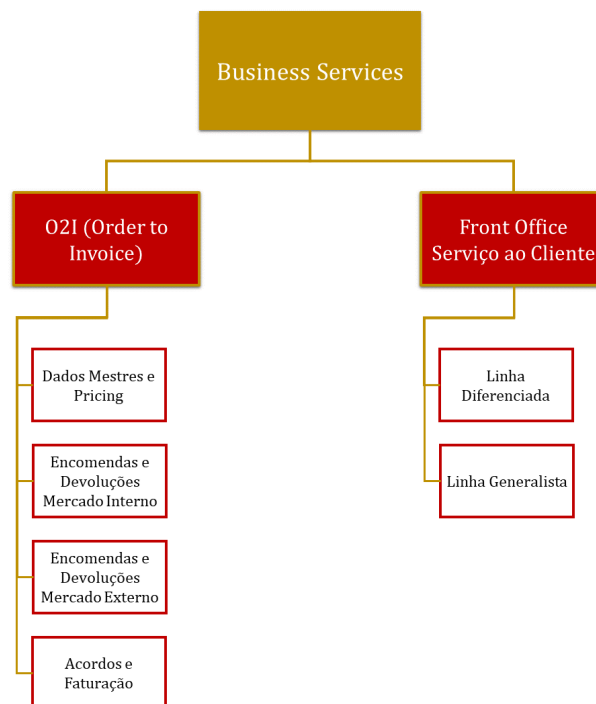 Business Services
O2I (Order to
Invoice)
Front Office
Serviço ao Cliente
Dados Mestres e
Pricing
Encomendas e
Devoluções
Mercado Interno
Encomendas e
Devoluções
Mercado Externo
Acordos e
Faturação
Linha
Diferenciada
Linha Generalista